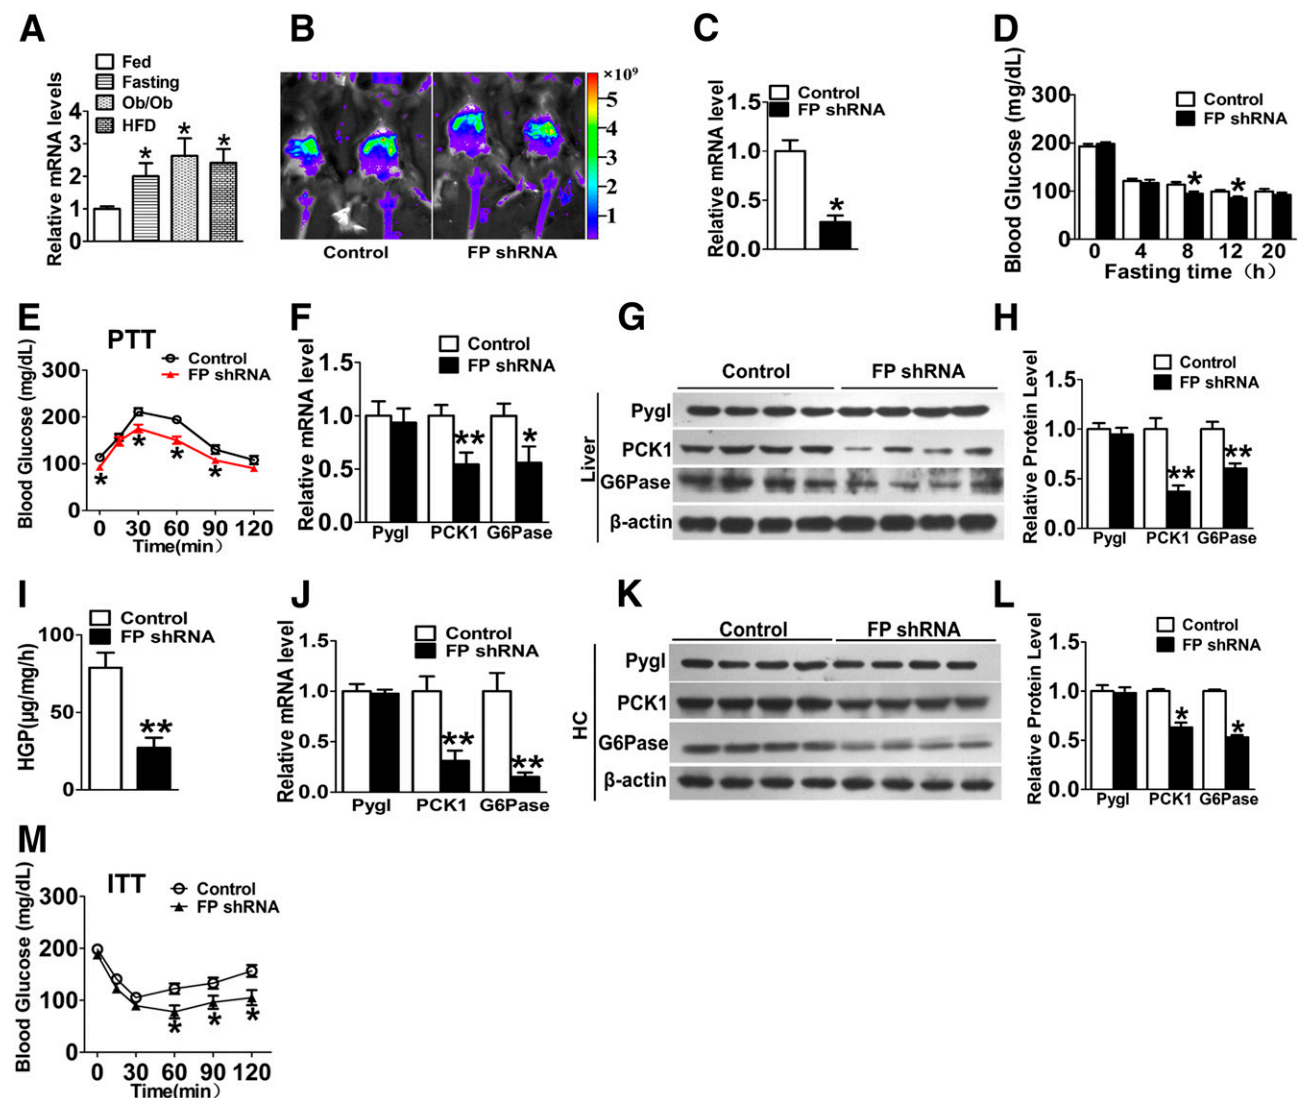 A
Fed
Fasting
Ob/Ob
HFD
Relative mRNA levels
4
3
2
1
0
*
*
*
B
×10⁹
5
4
3
2
1
Control
FP shRNA
C
Control
FP shRNA
Relative mRNA level
1.5
1.0
0.5
0.0
*
D
Control
FP shRNA
Blood Glucose (mg/dL)
300
200
100
0
*
*
0 4 8 12 20
Fasting time（h）
E
PTT
Control
FP shRNA
Blood Glucose (mg/dL)
300
200
100
0
*
*
*
*
0 30 60 90 120
Time(min）
F
Control
FP shRNA
Relative mRNA level
1.5
1.0
0.5
0.0
**
*
Pygl PCK1 G6Pase
G
Control FP shRNA
Liver
Pygl
PCK1
G6Pase
β-actin
H
Control
FP shRNA
Relative Protein Level
1.5
1.0
0.5
0.0
**
**
Pygl PCK1 G6Pase
I
Control
FP shRNA
HGP(µg/mg/h)
100
50
0
**
J
Control
FP shRNA
Relative mRNA level
1.5
1.0
0.5
0.0
**
**
Pygl PCK1 G6Pase
K
Control FP shRNA
HC
Pygl
PCK1
G6Pase
β-actin
L
Control
FP shRNA
Relative Protein Level
1.5
1.0
0.5
0.0
*
*
Pygl PCK1 G6Pase
M
ITT
Control
FP shRNA
Blood Glucose (mg/dL)
300
200
100
0
*
*
*
0 30 60 90 120
Time(min）